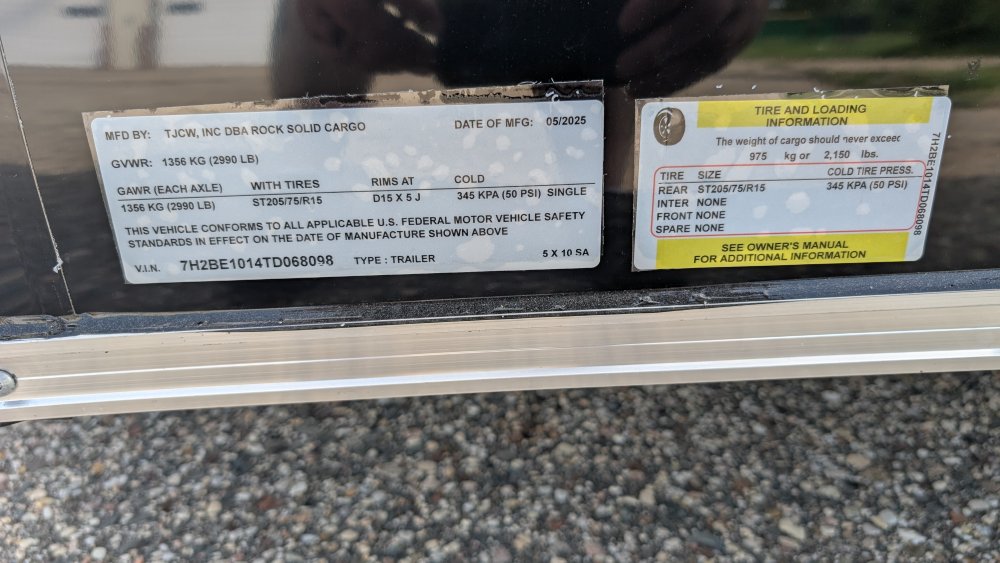 MFD BY: TJCW, INC DBA ROCK SOLID CARGO DATE OF MFG: 05/2025
GVWR: 1356 KG (2990 LB)
GAWR (EACH AXLE) WITH TIRES RIMS AT COLD
1356 KG (2990 LB) ST205/75/R15 D15 X 5 J 345 KPA (50 PSI) SINGLE
THIS VEHICLE CONFORMS TO ALL APPLICABLE U.S. FEDERAL MOTOR VEHICLE SAFETY
STANDARDS IN EFFECT ON THE DATE OF MANUFACTURE SHOWN ABOVE
V.I.N. 7H2BE1014TD068098 TYPE : TRAILER 5 X 10 SA
TIRE AND LOADING
INFORMATION
The weight of cargo should never exceed
975 kg or 2,150 lbs.
TIRE SIZE COLD TIRE PRESS.
REAR ST205/75/R15 345 KPA (50 PSI)
INTER NONE
FRONT NONE
SPARE NONE
SEE OWNER'S MANUAL
FOR ADDITIONAL INFORMATION
7H2BE1014TD068098